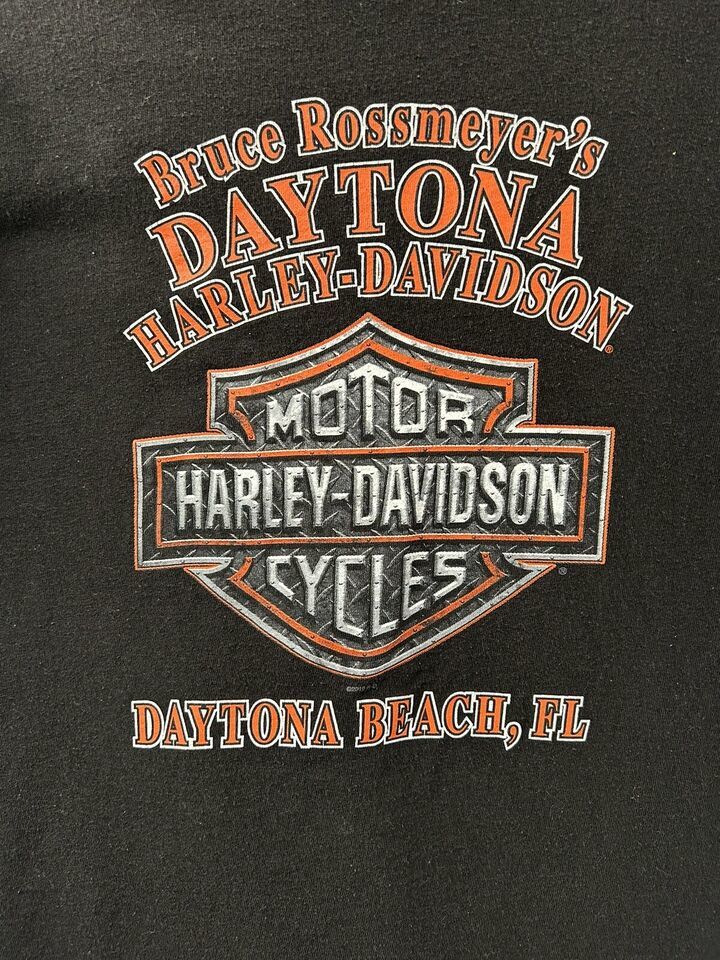 Bruce Rossmeyer's
DAYTONA
HARLEY-DAVIDSON®
MOTOR
HARLEY-DAVIDSON
CYCLES
®
DAYTONA BEACH, FL